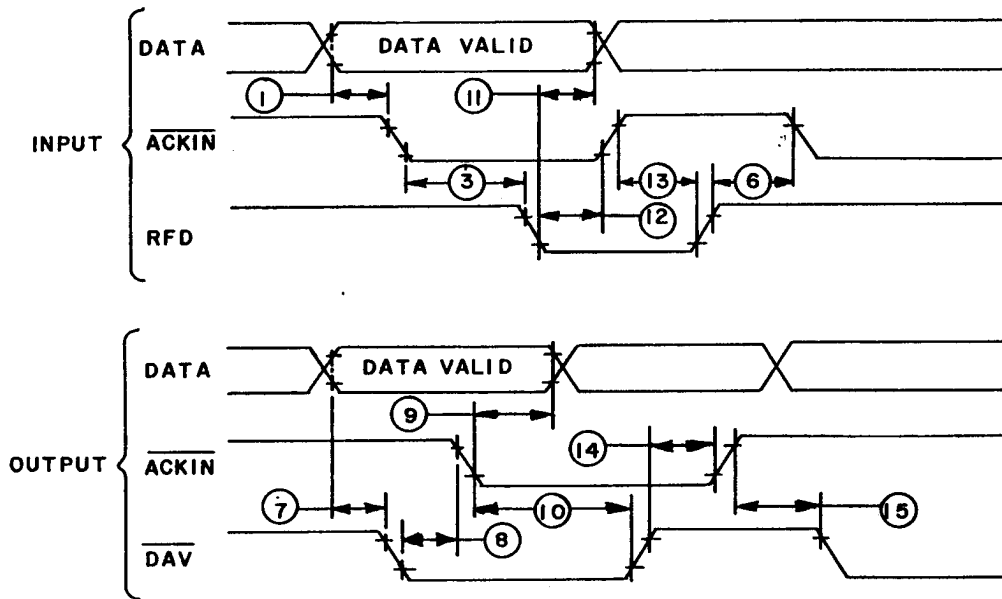 DATA
DATA VALID
1
11
INPUT
ACKIN
3
13
6
12
RFD
DATA
DATA VALID
9
14
OUTPUT
ACKIN
7
10
15
8
DAV